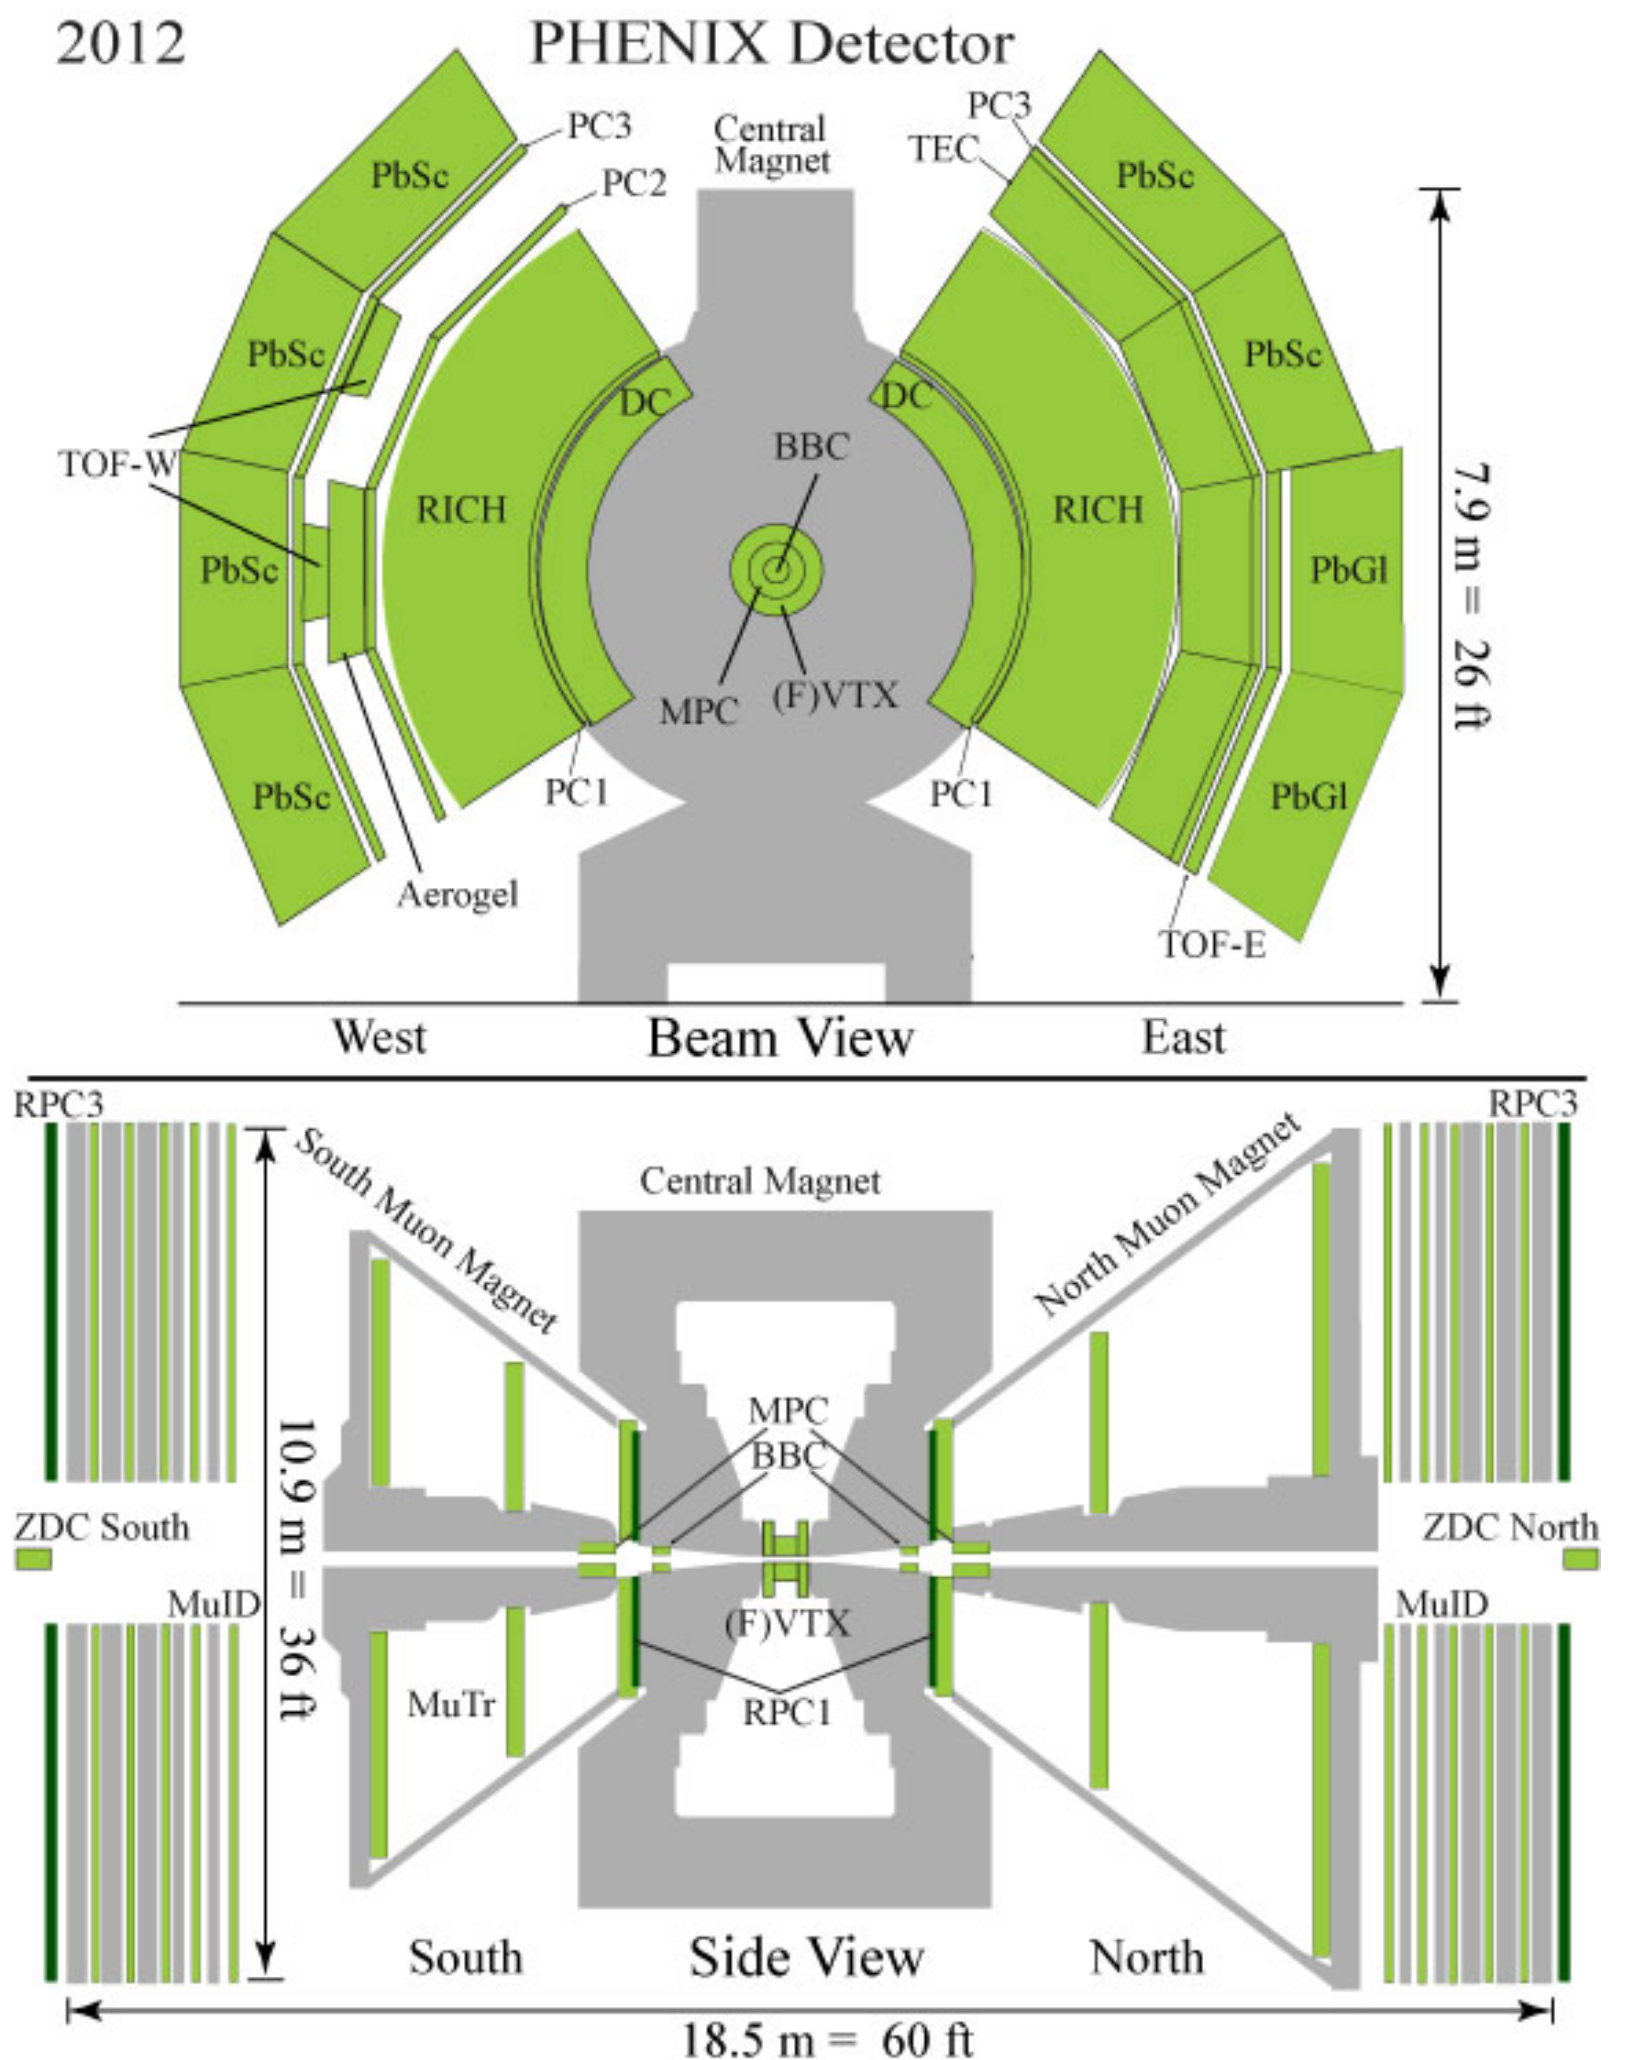 2012
PHENIX Detector
PC3
Central
Magnet
PC3
TEC
PbSc
PC2
PbSc
PbSc
DC
DC
PbSc
BBC
TOF-W
RICH
RICH
PbSc
PbGl
7.9 m = 26 ft
MPC
(F)VTX
PbSc
PC1
PC1
PbGl
Aerogel
TOF-E
West
Beam View
East
RPC3
South Muon Magnet
Central Magnet
North Muon Magnet
RPC3
10.9 m = 36 ft
MPC
BBC
ZDC South
ZDC North
MuID
(F)VTX
MuID
MuTr
RPC1
South
Side View
North
18.5 m = 60 ft